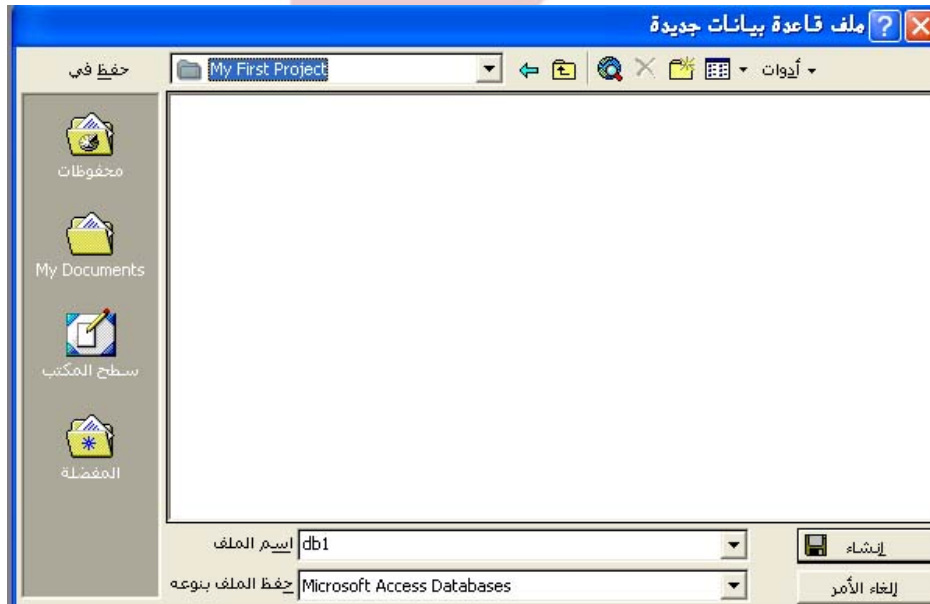 ملف قاعدة بيانات جديدة
حفظ في My First Project أدوات
محفوظات
My Documents
سطح المكتب
المفضلة
اسم الملف db1 إنشاء
حفظ الملف بنوعه Microsoft Access Databases إلغاء الأمر